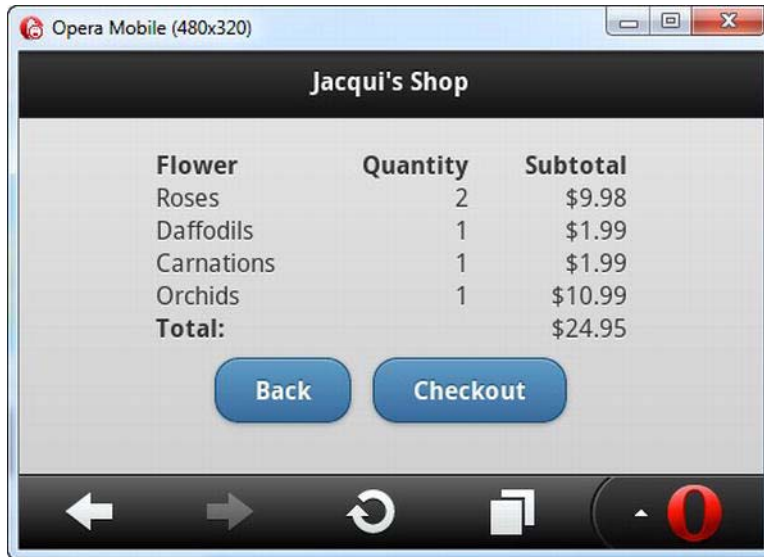 Opera Mobile (480x320)
Jacqui's Shop
Flower Quantity Subtotal
Roses 2 $9.98
Daffodils 1 $1.99
Carnations 1 $1.99
Orchids 1 $10.99
Total: $24.95
Back Checkout